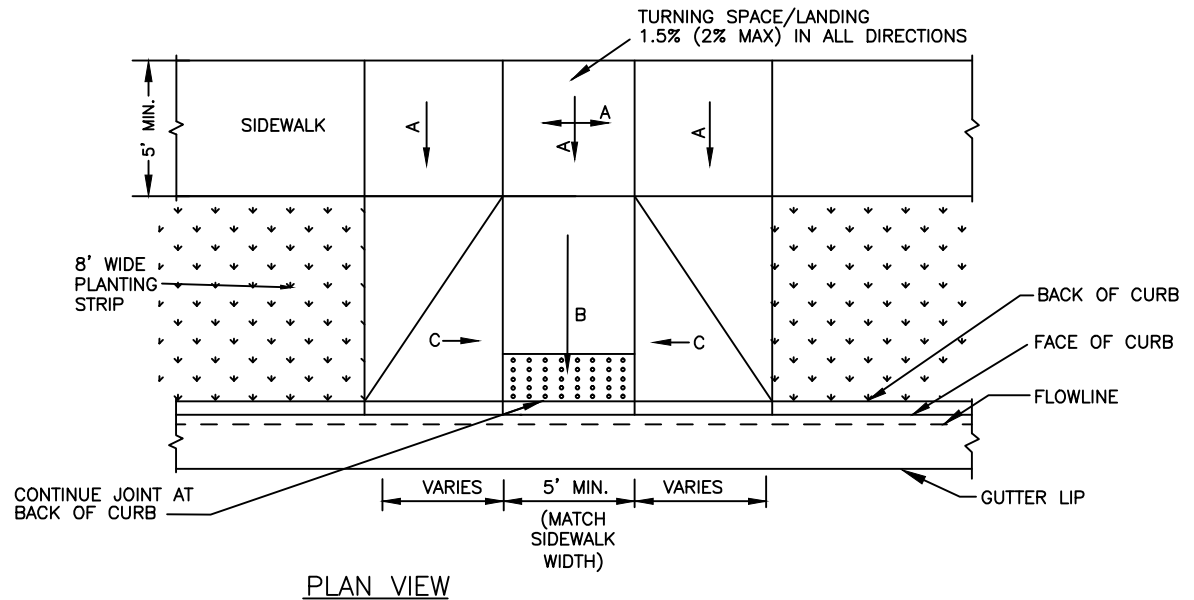 TURNING SPACE/LANDING
1.5% (2% MAX) IN ALL DIRECTIONS
5' MIN.
SIDEWALK
A
A
A
A
8' WIDE
PLANTING
STRIP
B
C
C
BACK OF CURB
FACE OF CURB
FLOWLINE
GUTTER LIP
CONTINUE JOINT AT
BACK OF CURB
VARIES
5' MIN.
VARIES
(MATCH
SIDEWALK
WIDTH)
PLAN VIEW